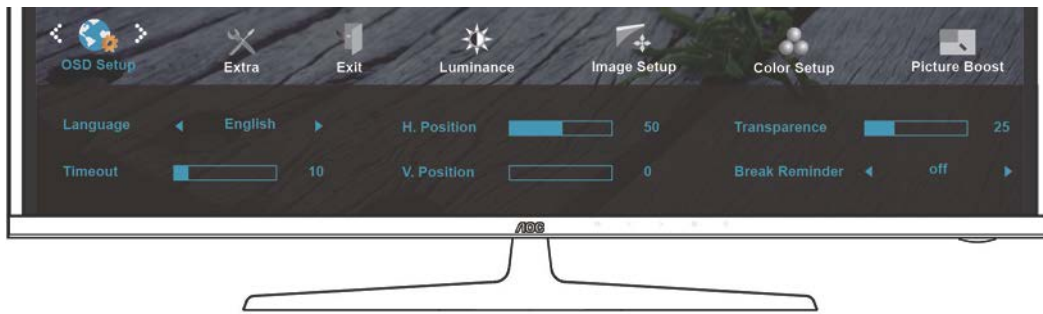 OSD Setup Extra Exit Luminance Image Setup Color Setup Picture Boost
Language English H. Position 50 Transparence 25
Timeout 10 V. Position 0 Break Reminder off
AOC